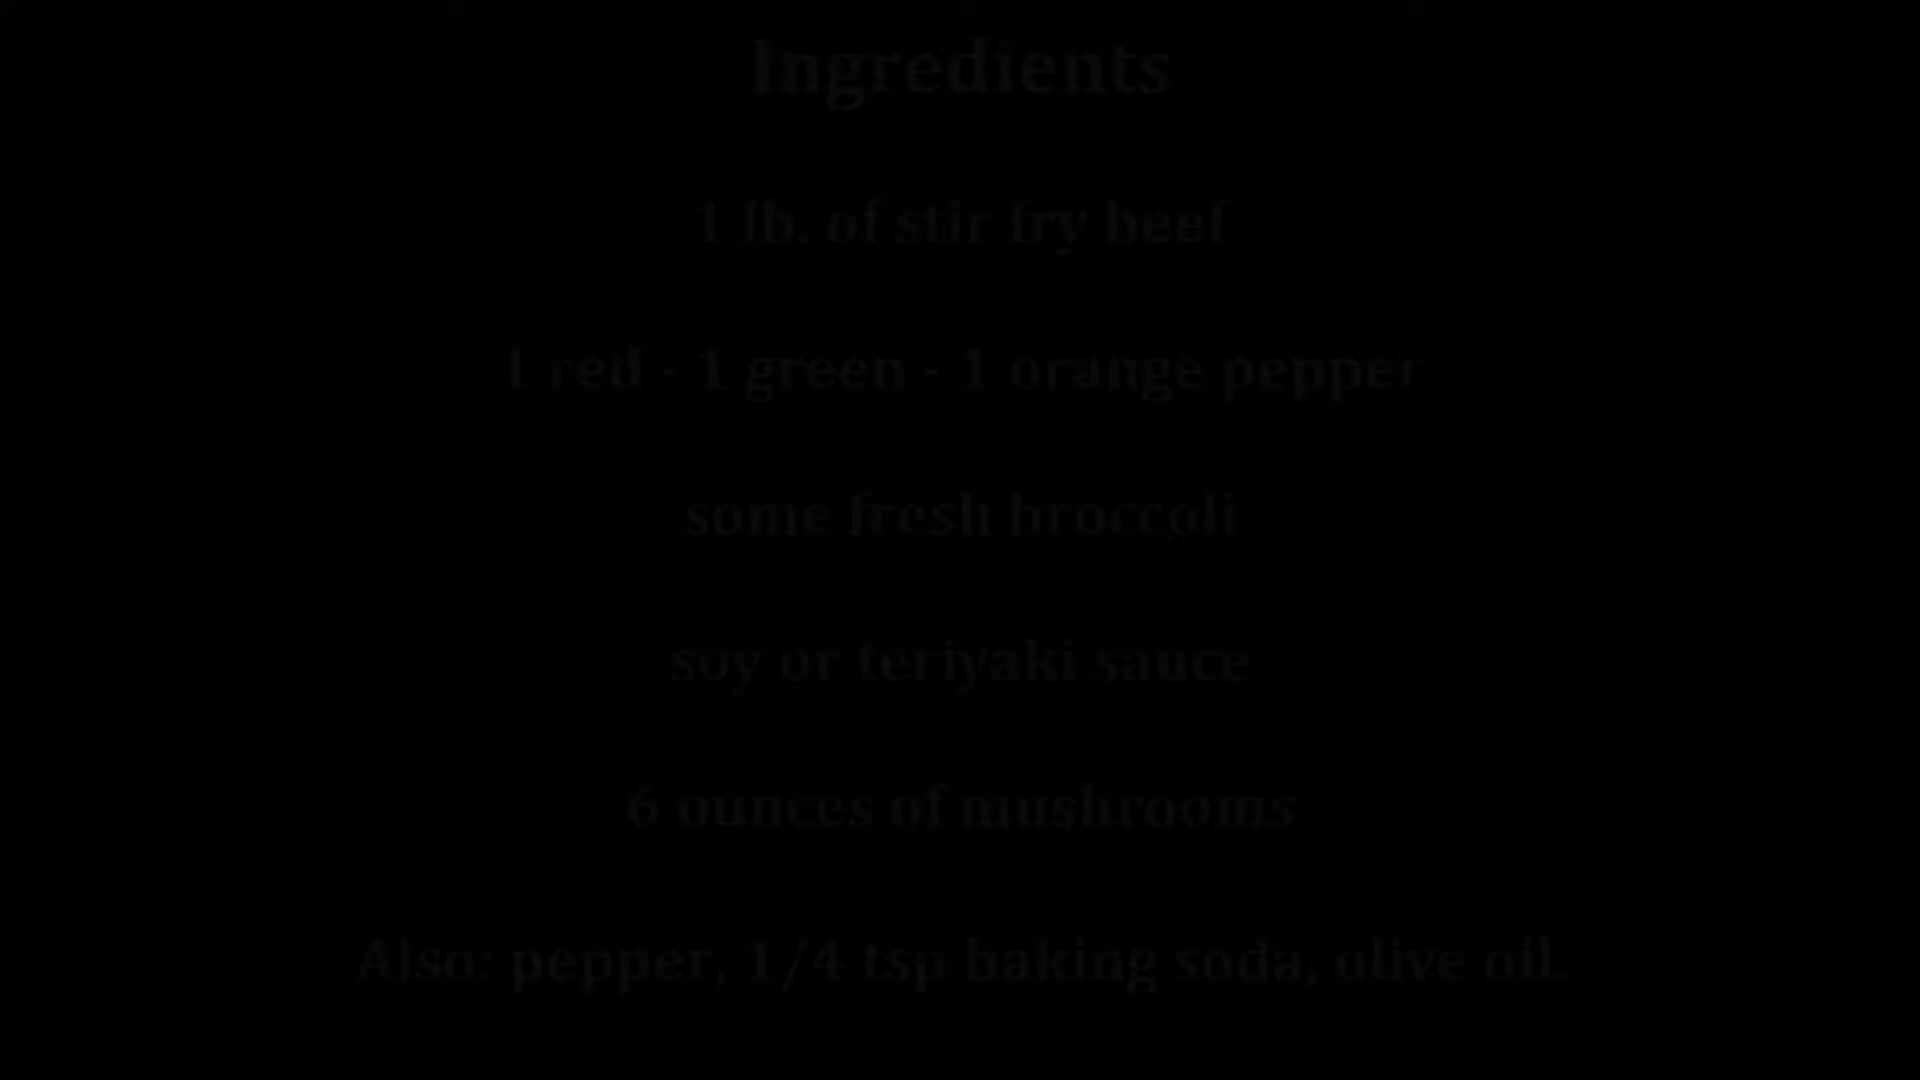 Ingredients
1 lb. of stir fry beef
1 red - 1 green - 1 orange pepper
some fresh broccoli
soy or teriyaki sauce
6 ounces of mushrooms
Also: pepper, 1/4 tsp baking soda, olive oil.